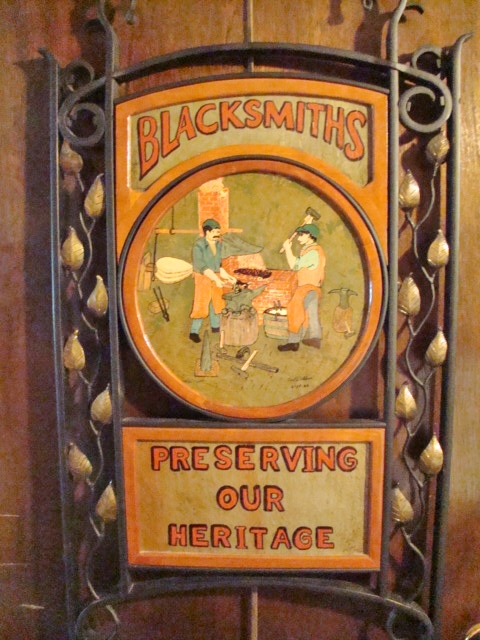 BLACKSMITHS
PRESERVING
OUR
HERITAGE